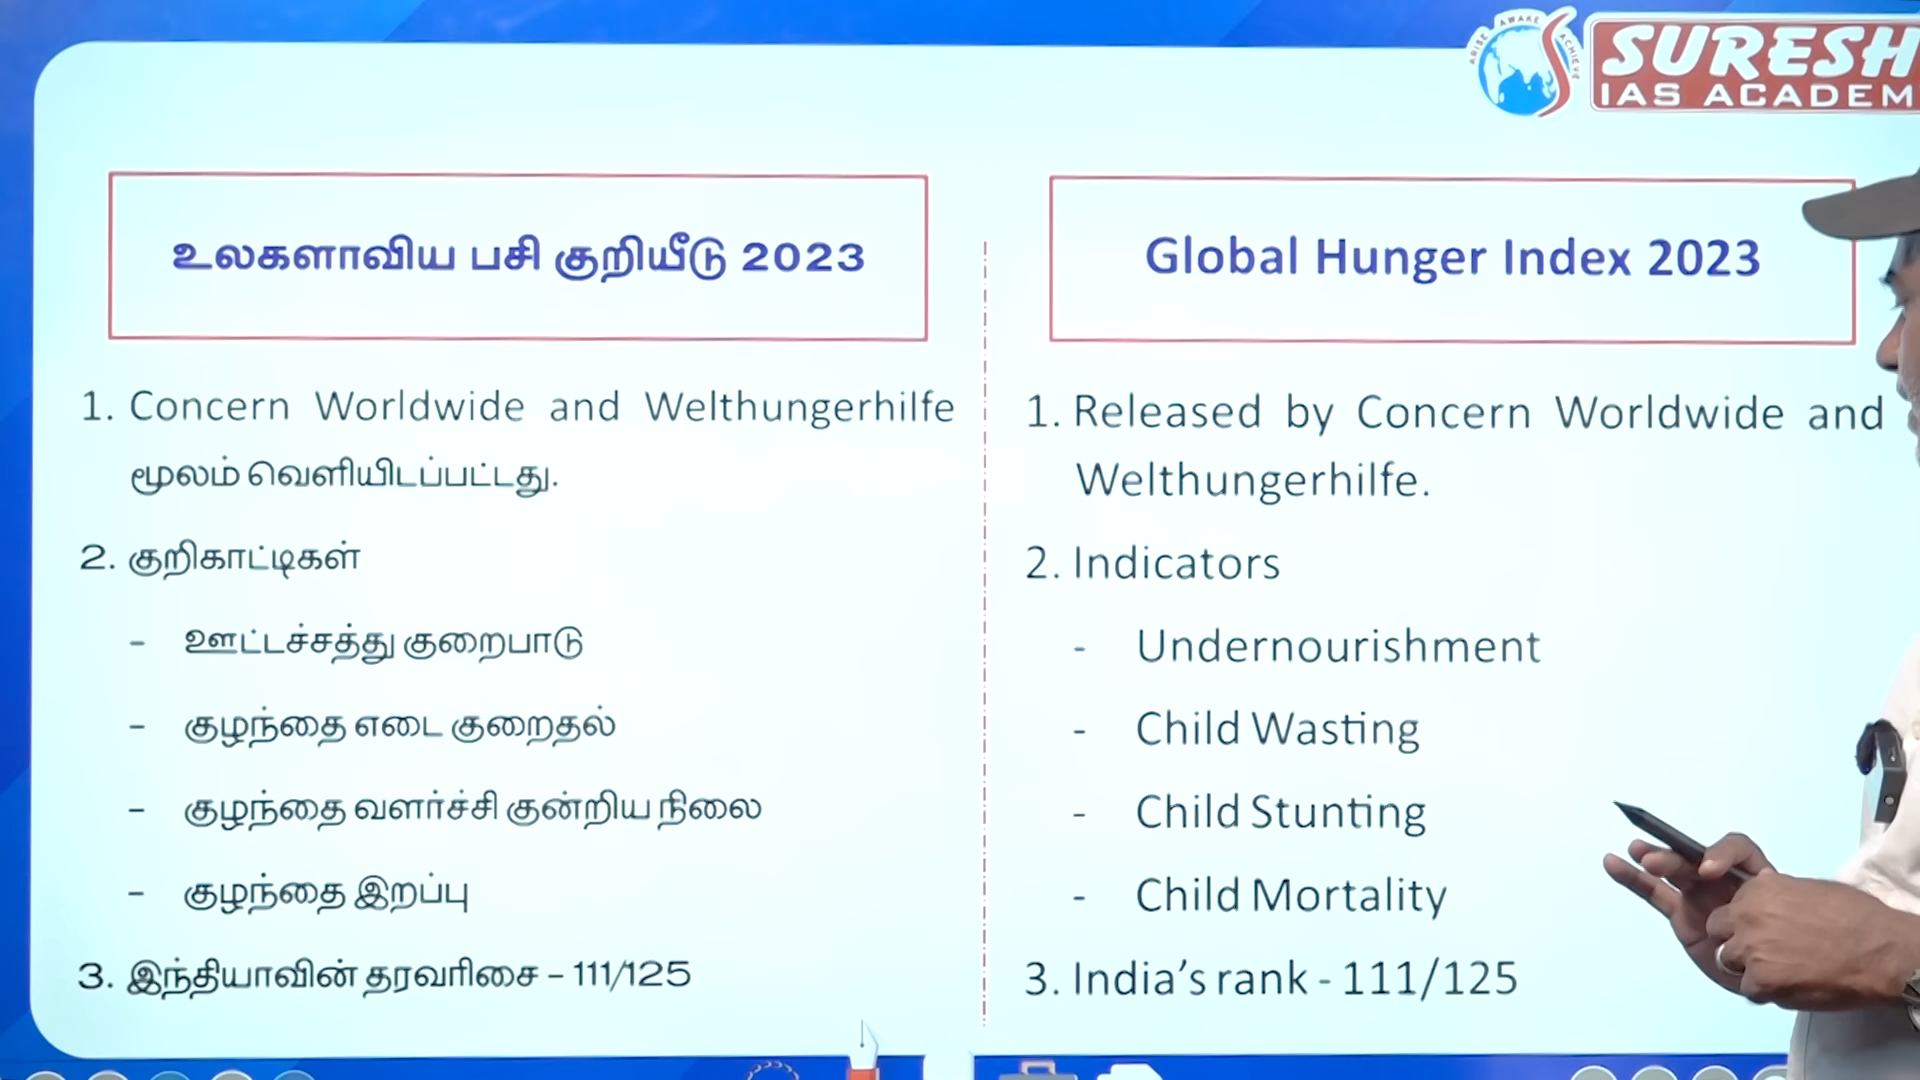 ARISE AWAKE ACHIEVE
SURESH
IAS ACADEM
உலகளாவிய பசி குறியீடு 2023
1. Concern Worldwide and Welthungerhilfe
மூலம் வெளியிடப்பட்டது.
2. குறிகாட்டிகள்
- ஊட்டச்சத்து குறைபாடு
- குழந்தை எடை குறைதல்
- குழந்தை வளர்ச்சி குன்றிய நிலை
- குழந்தை இறப்பு
3. இந்தியாவின் தரவரிசை – 111/125
Global Hunger Index 2023
1. Released by Concern Worldwide and
Welthungerhilfe.
2. Indicators
- Undernourishment
- Child Wasting
- Child Stunting
- Child Mortality
3. India’s rank - 111/125